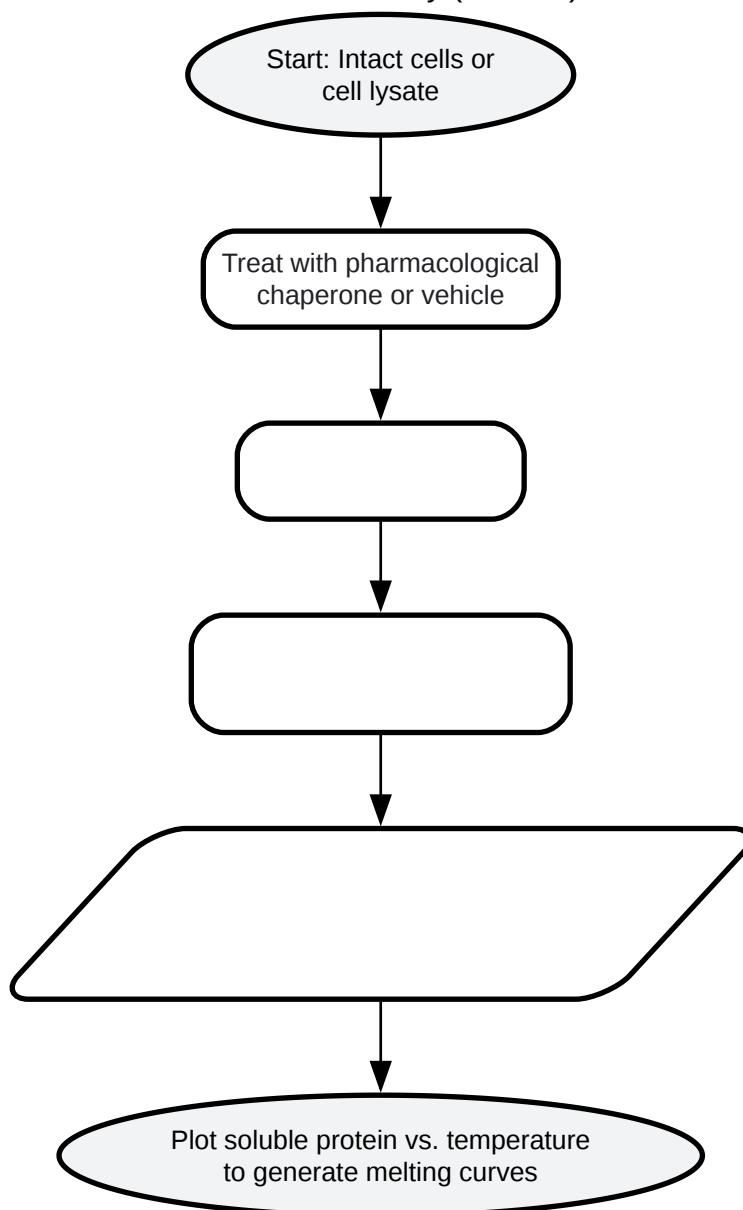 Start: Intact cells or
cell lysate
Treat with pharmacological
chaperone or vehicle
Plot soluble protein vs. temperature
to generate melting curves